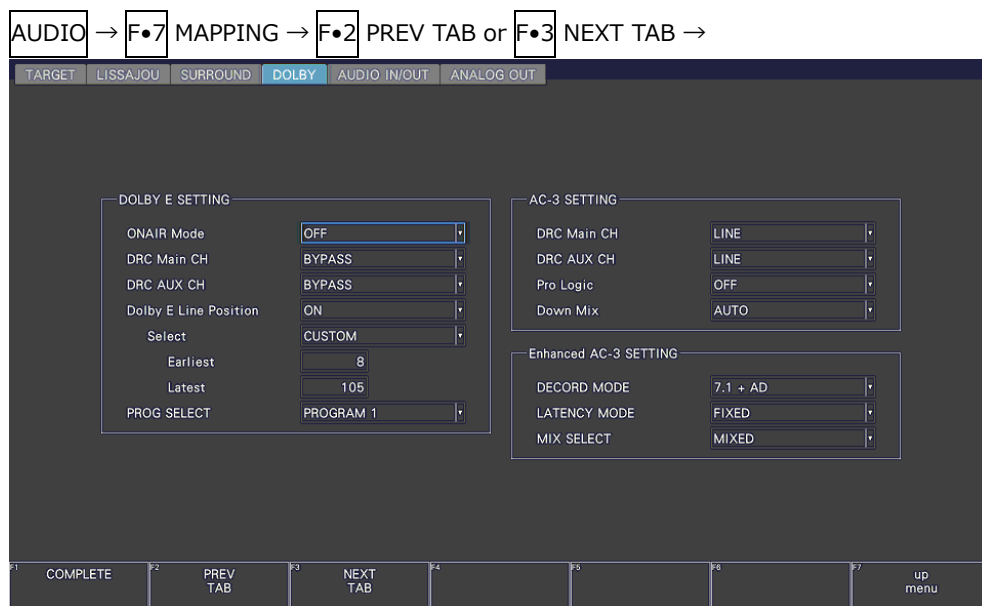 AUDIO → F•7 MAPPING → F•2 PREV TAB or F•3 NEXT TAB →
TARGET LISSAJOU SURROUND DOLBY AUDIO IN/OUT ANALOG OUT
DOLBY E SETTING
ONAIR Mode OFF
DRC Main CH BYPASS
DRC AUX CH BYPASS
Dolby E Line Position ON
Select CUSTOM
Earliest 8
Latest 105
PROG SELECT PROGRAM 1
AC-3 SETTING
DRC Main CH LINE
DRC AUX CH LINE
Pro Logic OFF
Down Mix AUTO
Enhanced AC-3 SETTING
DECORD MODE 7.1 + AD
LATENCY MODE FIXED
MIX SELECT MIXED
F1 COMPLETE
F2 PREV
TAB
F3 NEXT
TAB
F4
F5
F6
F7 up
menu